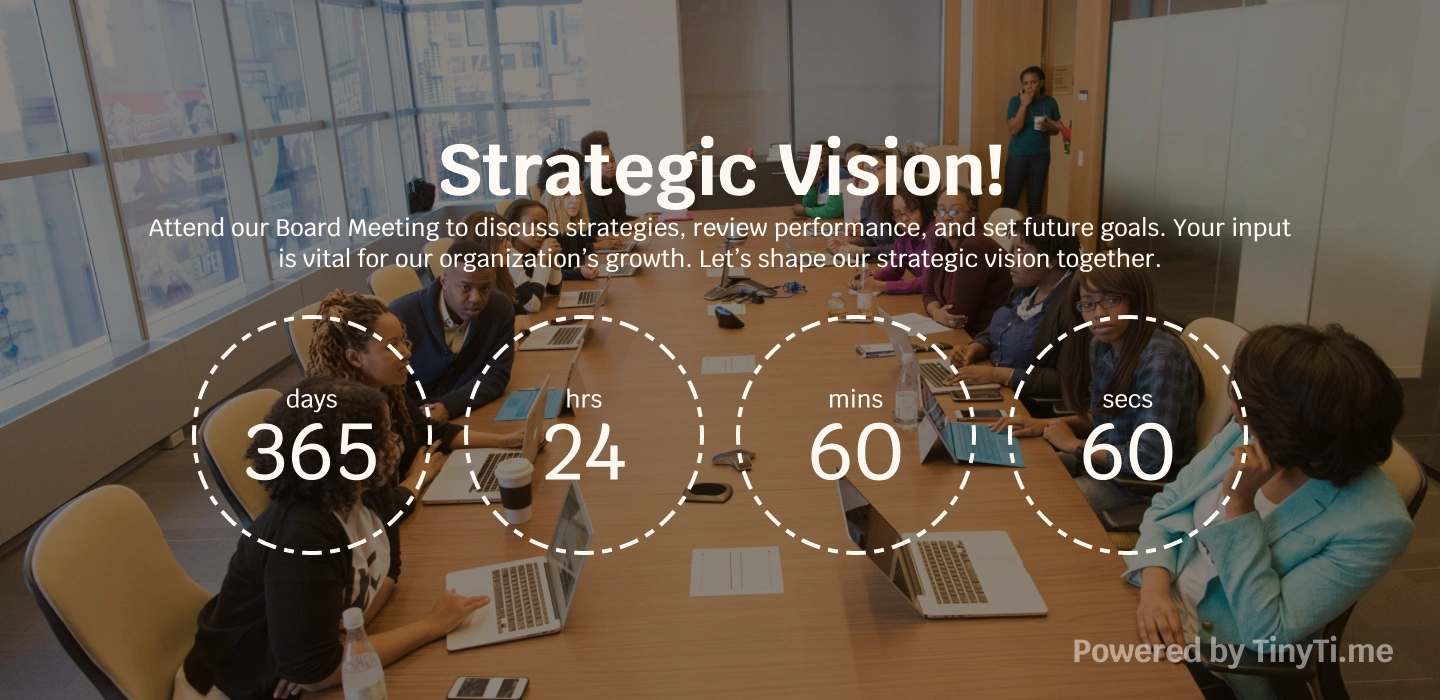 Strategic Vision!
Attend our Board Meeting to discuss strategies, review performance, and set future goals. Your input
is vital for our organization’s growth. Let’s shape our strategic vision together.
days hrs mins secs
365 24 60 60
Powered by TinyTi.me